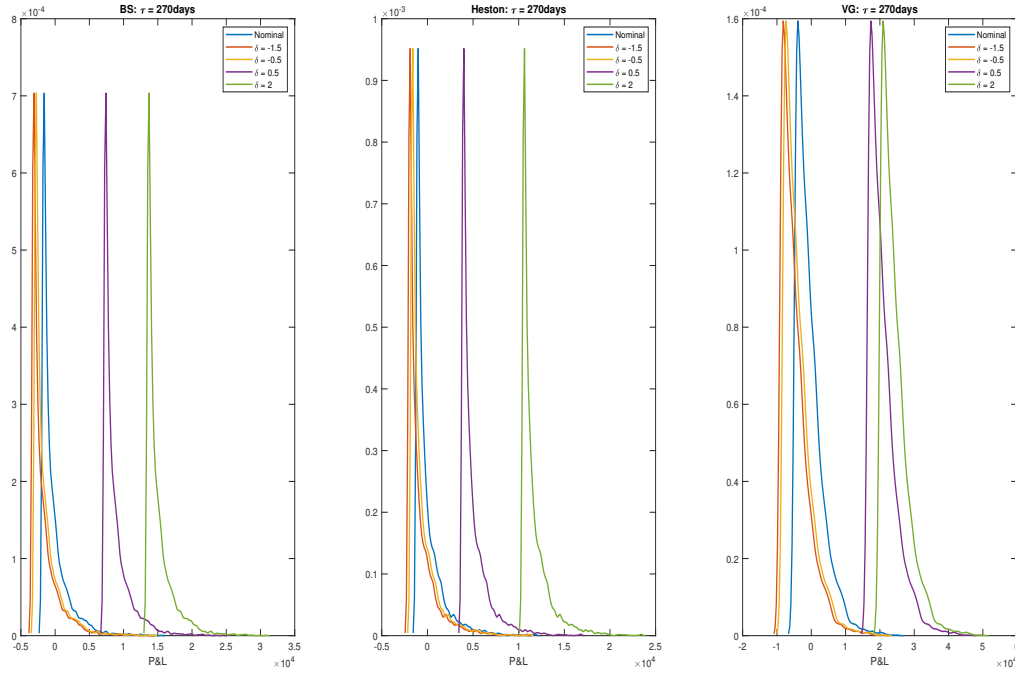 BS: τ = 270days
×10⁻⁴
8
7
6
5
4
3
2
1
0
-0.5 0 0.5 1 1.5 2 2.5 3 3.5
×10⁴
Nominal
δ = -1.5
δ = -0.5
δ = 0.5
δ = 2
Heston: τ = 270days
×10⁻³
1
0.9
0.8
0.7
0.6
0.5
0.4
0.3
0.2
0.1
0
-0.5 0 0.5 1 1.5 2 2.5
P&L
×10⁴
Nominal
δ = -1.5
δ = -0.5
δ = 0.5
δ = 2
VG: τ = 270days
×10⁻⁴
1.6
1.4
1.2
1
0.8
0.6
0.4
0.2
0
-2 -1 0 1 2 3 4 5 6
P&L
Nominal
δ = -1.5
δ = -0.5
δ = 0.5
δ = 2